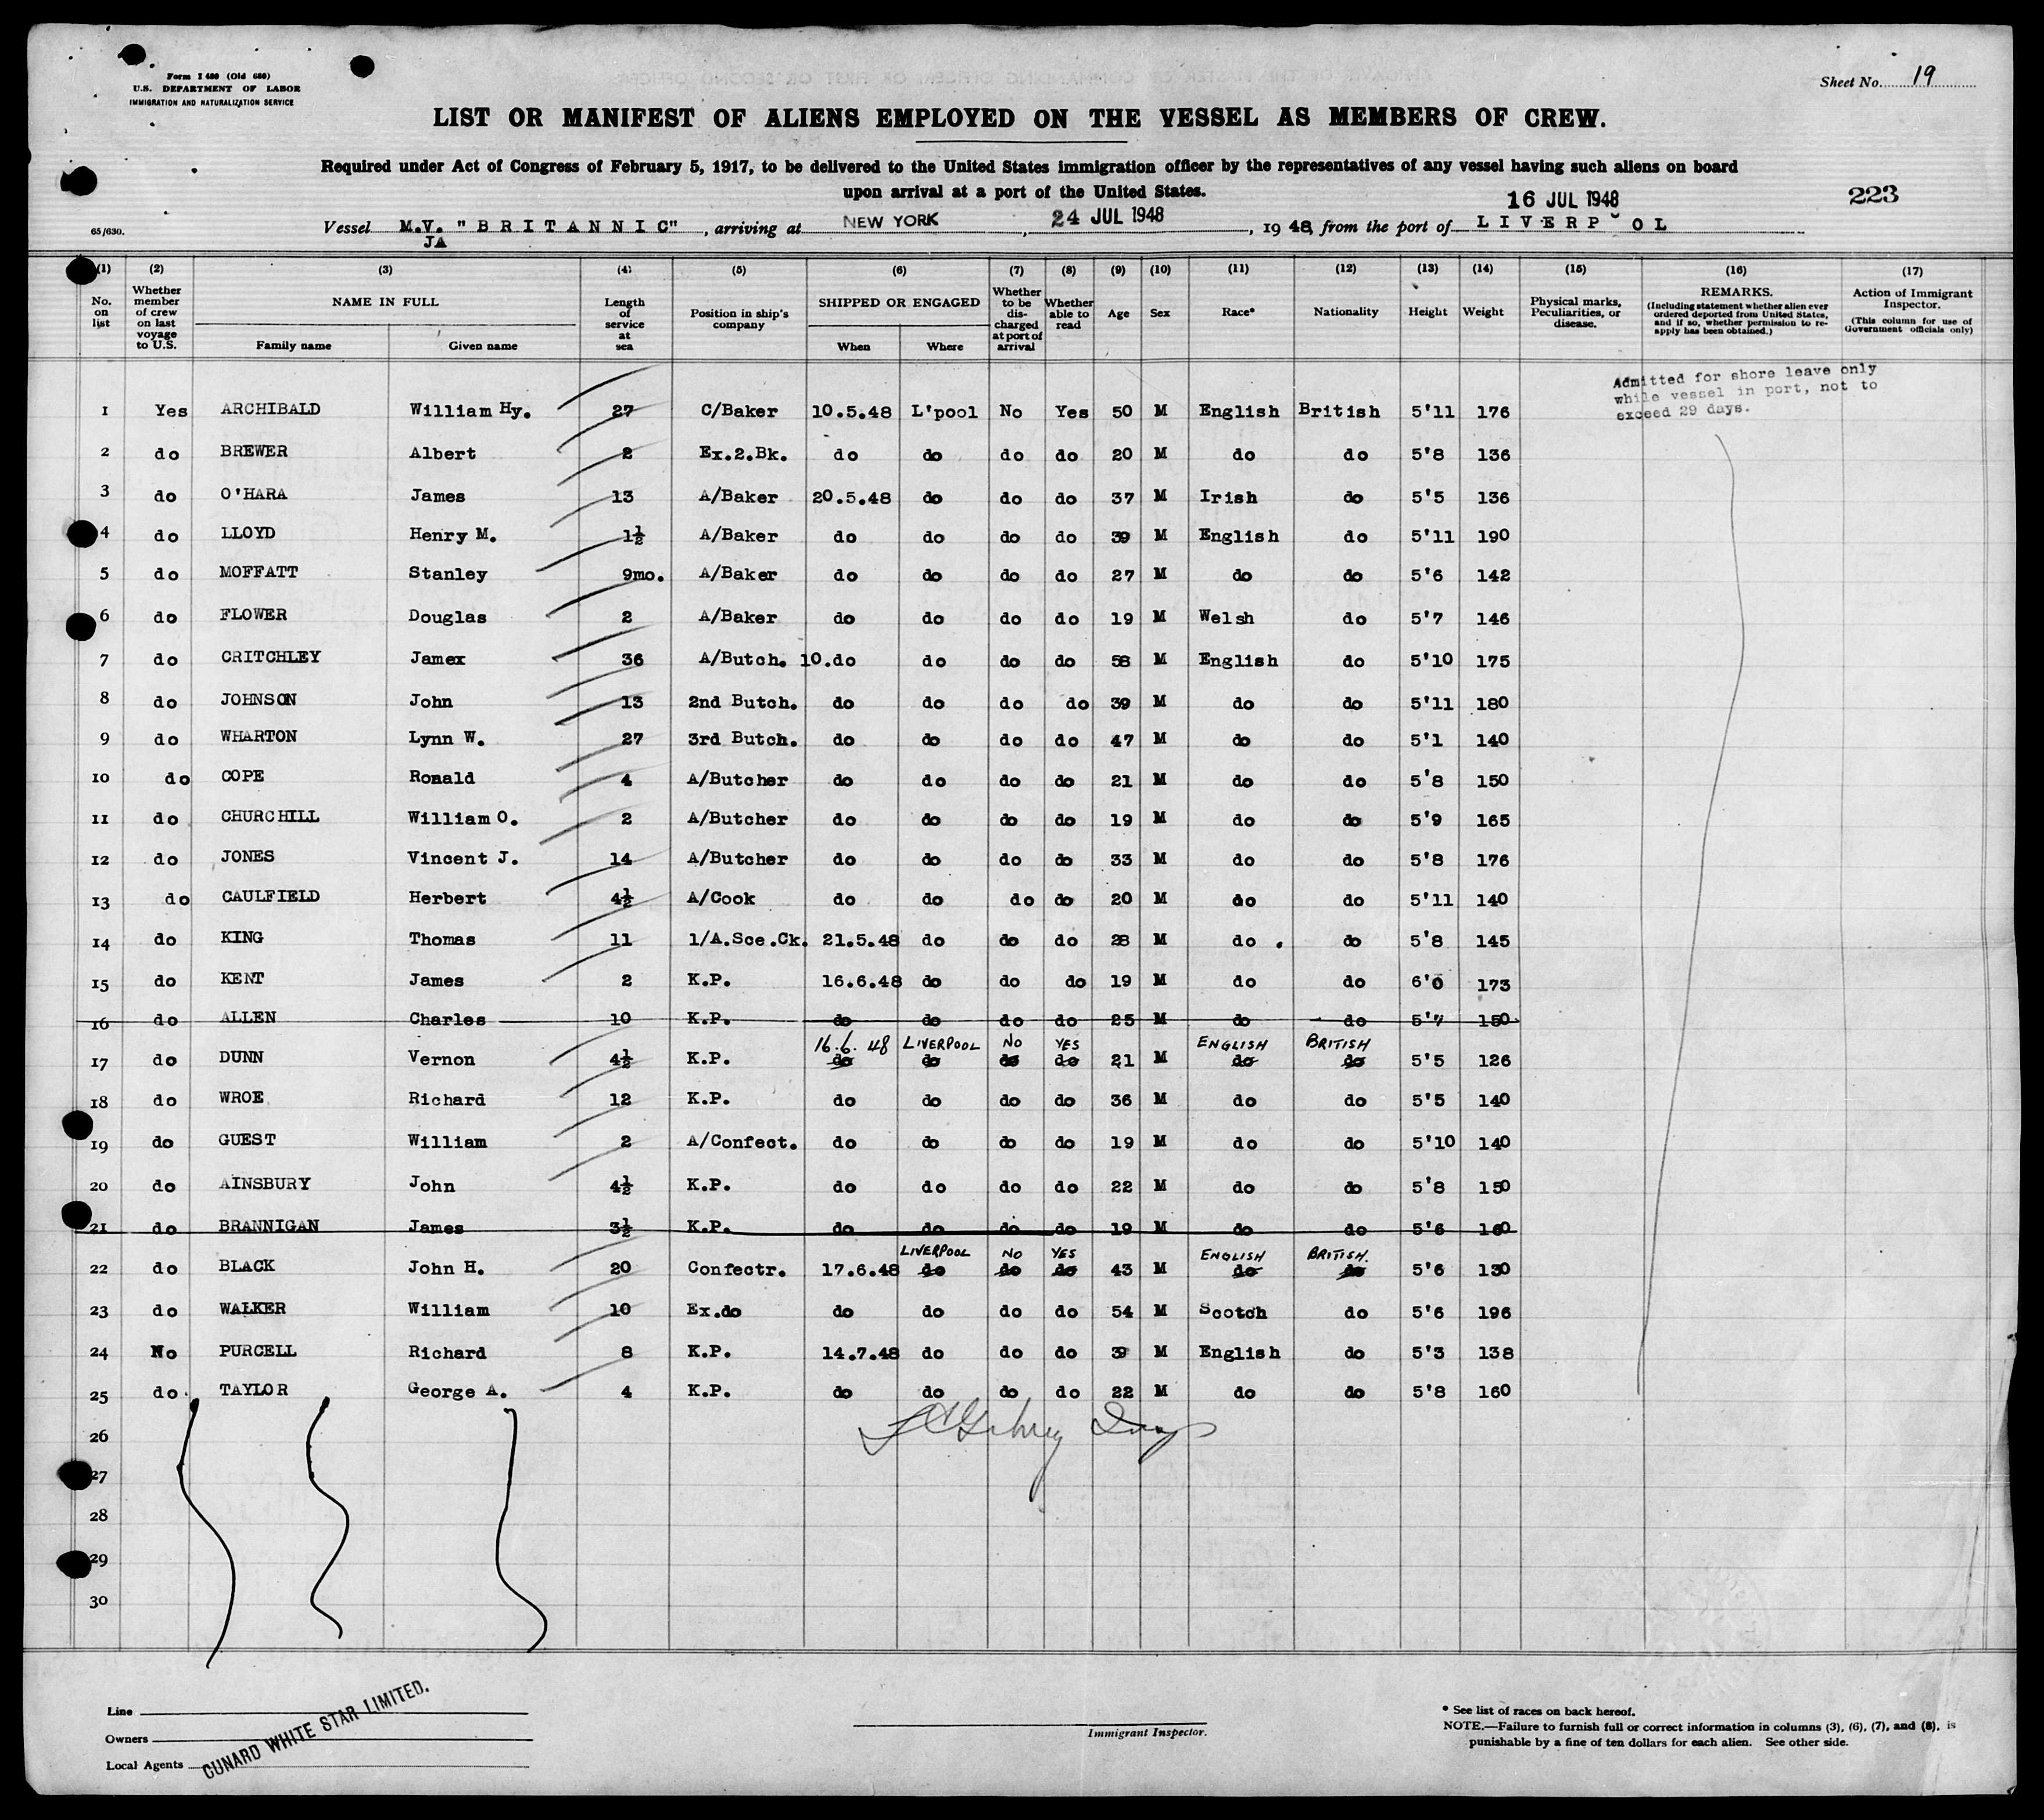 Form I 480 (Old 680)
U.S. DEPARTMENT OF LABOR
IMMIGRATION AND NATURALIZATION SERVICE
Sheet No. 19
LIST OR MANIFEST OF ALIENS EMPLOYED ON THE VESSEL AS MEMBERS OF CREW.
Required under Act of Congress of February 5, 1917, to be delivered to the United States immigration officer by the representatives of any vessel having such aliens on board
upon arrival at a port of the United States.
16 JUL 1948
223
65/630.
Vessel M.V. "BRITANNIC", arriving at NEW YORK, 24 JUL 1948, 1948, from the port of LIVERPOOL
JA
(1) (2) (3) (4) (5) (6) (7) (8) (9) (10) (11) (12) (13) (14) (15) (16) (17)
No. on list
Whether member of crew on last voyage to U.S.
NAME IN FULL
Family name
Given name
Length of service at sea
Position in ship's company
SHIPPED OR ENGAGED
When
Where
Whether to be discharged at port of arrival
Whether able to read
Age
Sex
Race*
Nationality
Height
Weight
Physical marks, Peculiarities, or disease.
REMARKS.
(Including statement whether alien ever ordered deported from United States, and if so, whether permission to re-apply has been obtained.)
Action of Immigrant Inspector.
(This column for use of Government officials only)
Admitted for shore leave only
while vessel in port, not to
exceed 29 days.
1 Yes ARCHIBALD William Hy. 27 C/Baker 10.5.48 L'pool No Yes 50 M English British 5'11 176
2 do BREWER Albert 2 Ex.2.Bk. do do do do 20 M do do 5'8 136
3 do O'HARA James 13 A/Baker 20.5.48 do do do 37 M Irish do 5'5 136
4 do LLOYD Henry M. 1½ A/Baker do do do do 39 M English do 5'11 190
5 do MOFFATT Stanley 9mo. A/Baker do do do do 27 M do do 5'6 142
6 do FLOWER Douglas 2 A/Baker do do do do 19 M Welsh do 5'7 146
7 do CRITCHLEY Jamex 36 A/Butch. 10.do do do do 58 M English do 5'10 175
8 do JOHNSON John 13 2nd Butch. do do do do 39 M do do 5'11 180
9 do WHARTON Lynn W. 27 3rd Butch. do do do do 47 M do do 5'1 140
10 do COPE Ronald 4 A/Butcher do do do do 21 M do do 5'8 150
11 do CHURCHILL William O. 2 A/Butcher do do do do 19 M do do 5'9 165
12 do JONES Vincent J. 14 A/Butcher do do do do 33 M do do 5'8 176
13 do CAULFIELD Herbert 4½ A/Cook do do do do 20 M do do 5'11 140
14 do KING Thomas 11 1/A.Sce.Ck. 21.5.48 do do do 28 M do . do 5'8 145
15 do KENT James 2 K.P. 16.6.48 do do do 19 M do do 6'0 173
16 do ALLEN Charles 10 K.P. do do do do 25 M do do 5'7 150
16.6.48 LIVERPOOL NO YES ENGLISH BRITISH
17 do DUNN Vernon 4½ K.P. do do do do 21 M do do 5'5 126
18 do WROE Richard 12 K.P. do do do do 36 M do do 5'5 140
19 do GUEST William 2 A/Confect. do do do do 19 M do do 5'10 140
20 do AINSBURY John 4½ K.P. do do do do 22 M do do 5'8 150
21 do BRANNIGAN James 3½ K.P. do do do do 19 M do do 5'6 160
LIVERPOOL NO YES ENGLISH BRITISH.
22 do BLACK John H. 20 Confectr. 17.6.48 do do do 43 M do do 5'6 130
23 do WALKER William 10 Ex.do do do do do 54 M Scotch do 5'6 196
24 No PURCELL Richard 8 K.P. 14.7.48 do do do 39 M English do 5'3 138
25 do. TAYLOR George A. 4 K.P. do do do do 22 M do do 5'8 160
26
27
28
29
30
Line
Owners
Local Agents
CUNARD WHITE STAR LIMITED.
Immigrant Inspector.
* See list of races on back hereof.
NOTE.—Failure to furnish full or correct information in columns (3), (6), (7), and (8), is
punishable by a fine of ten dollars for each alien. See other side.